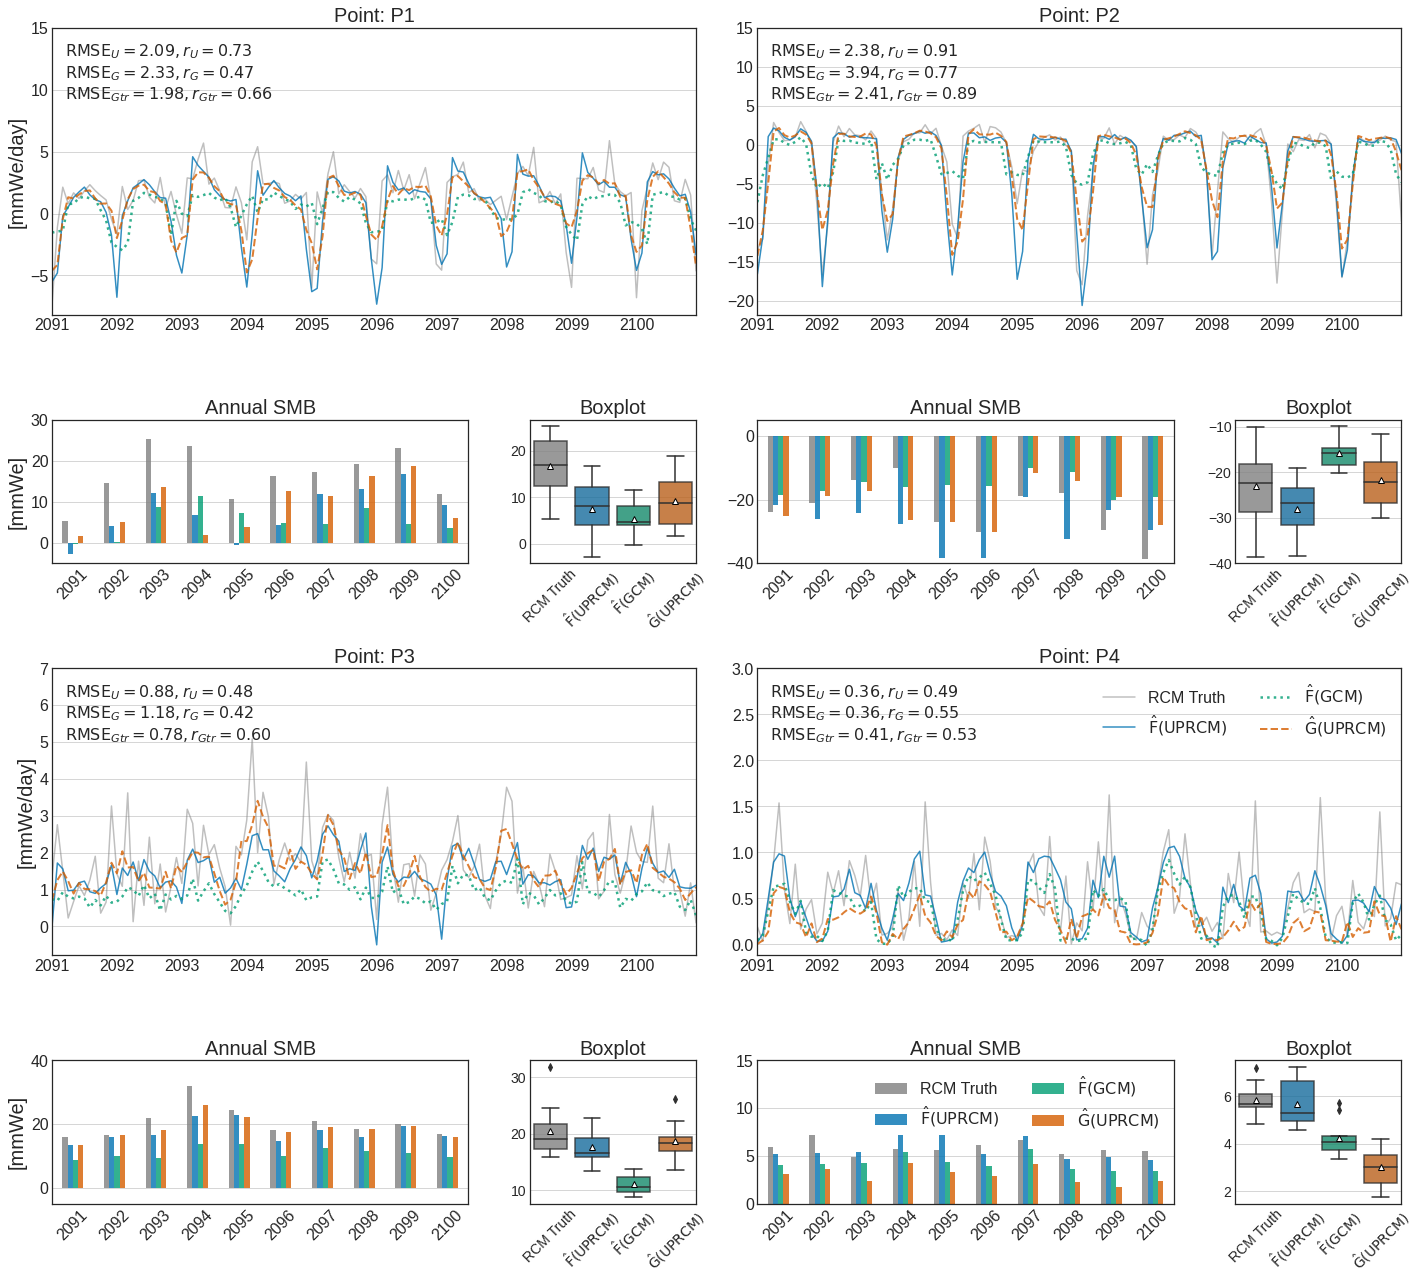 Point: P1
15
10
5
0
−5
[mmWe/day]
RMSE_U = 2.09, r_U = 0.73
RMSE_G = 2.33, r_G = 0.47
RMSE_Gtr = 1.98, r_Gtr = 0.66
2091 2092 2093 2094 2095 2096 2097 2098 2099 2100
Point: P2
15
10
5
0
−5
−10
−15
−20
RMSE_U = 2.38, r_U = 0.91
RMSE_G = 3.94, r_G = 0.77
RMSE_Gtr = 2.41, r_Gtr = 0.89
2091 2092 2093 2094 2095 2096 2097 2098 2099 2100
Annual SMB
30
20
10
0
[mmWe]
2091 2092 2093 2094 2095 2096 2097 2098 2099 2100
Boxplot
20
10
0
RCM Truth F̂(UPRCM) F̂(GCM) Ĝ(UPRCM)
Annual SMB
0
−20
−40
2091 2092 2093 2094 2095 2096 2097 2098 2099 2100
Boxplot
−10
−20
−30
−40
RCM Truth F̂(UPRCM) F̂(GCM) Ĝ(UPRCM)
Point: P3
7
6
5
4
3
2
1
0
[mmWe/day]
RMSE_U = 0.88, r_U = 0.48
RMSE_G = 1.18, r_G = 0.42
RMSE_Gtr = 0.78, r_Gtr = 0.60
2091 2092 2093 2094 2095 2096 2097 2098 2099 2100
Point: P4
3.0
2.5
2.0
1.5
1.0
0.5
0.0
RMSE_U = 0.36, r_U = 0.49
RMSE_G = 0.36, r_G = 0.55
RMSE_Gtr = 0.41, r_Gtr = 0.53
RCM Truth F̂(GCM)
F̂(UPRCM) Ĝ(UPRCM)
2091 2092 2093 2094 2095 2096 2097 2098 2099 2100
Annual SMB
40
20
0
[mmWe]
2091 2092 2093 2094 2095 2096 2097 2098 2099 2100
Boxplot
30
20
10
RCM Truth F̂(UPRCM) F̂(GCM) Ĝ(UPRCM)
Annual SMB
15
10
5
0
RCM Truth F̂(GCM)
F̂(UPRCM) Ĝ(UPRCM)
2091 2092 2093 2094 2095 2096 2097 2098 2099 2100
Boxplot
6
4
2
RCM Truth F̂(UPRCM) F̂(GCM) Ĝ(UPRCM)